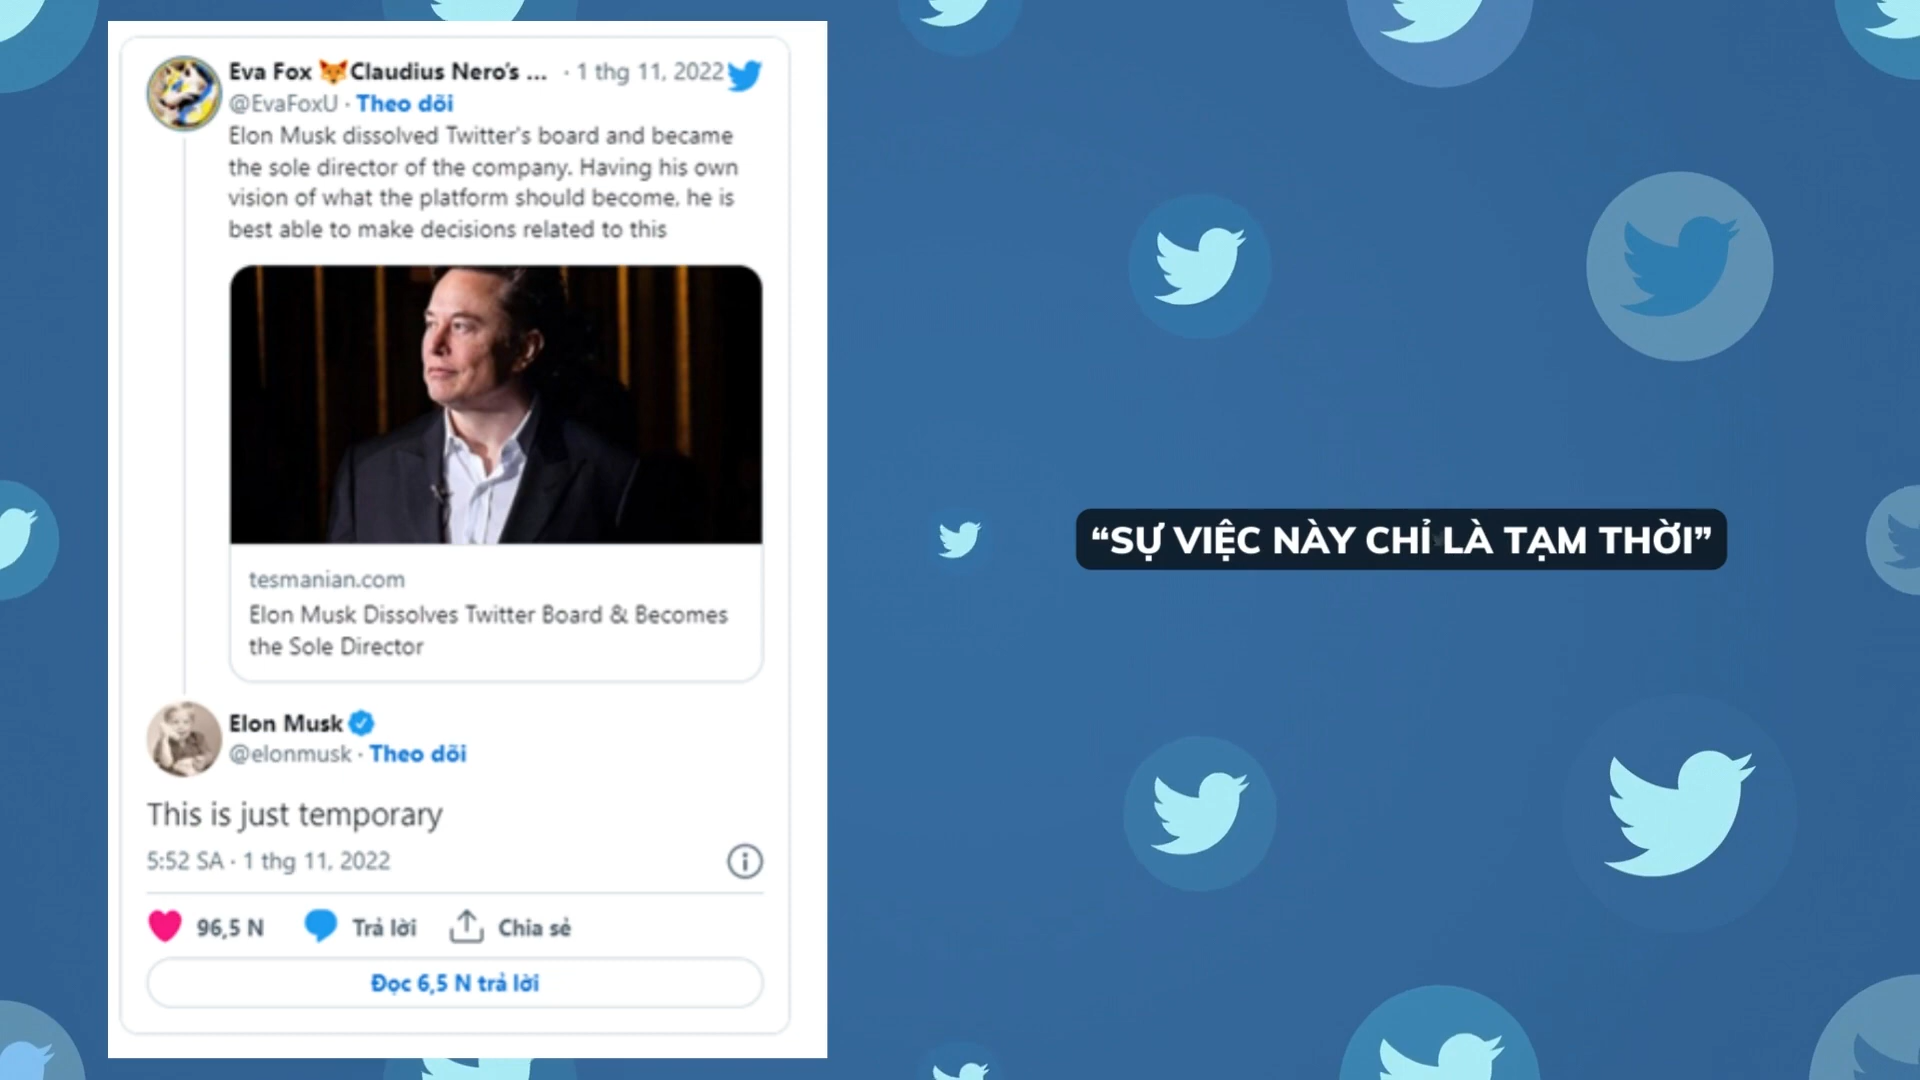 Eva Fox 🦊Claudius Nero's ... · 1 thg 11, 2022
@EvaFoxU · Theo dõi
Elon Musk dissolved Twitter's board and became
the sole director of the company. Having his own
vision of what the platform should become, he is
best able to make decisions related to this
tesmanian.com
Elon Musk Dissolves Twitter Board & Becomes
the Sole Director
Elon Musk
@elonmusk · Theo dõi
This is just temporary
5:52 SA · 1 thg 11, 2022
96,5 N Trả lời Chia sẻ
Đọc 6,5 N trả lời
“SỰ VIỆC NÀY CHỈ LÀ TẠM THỜI”